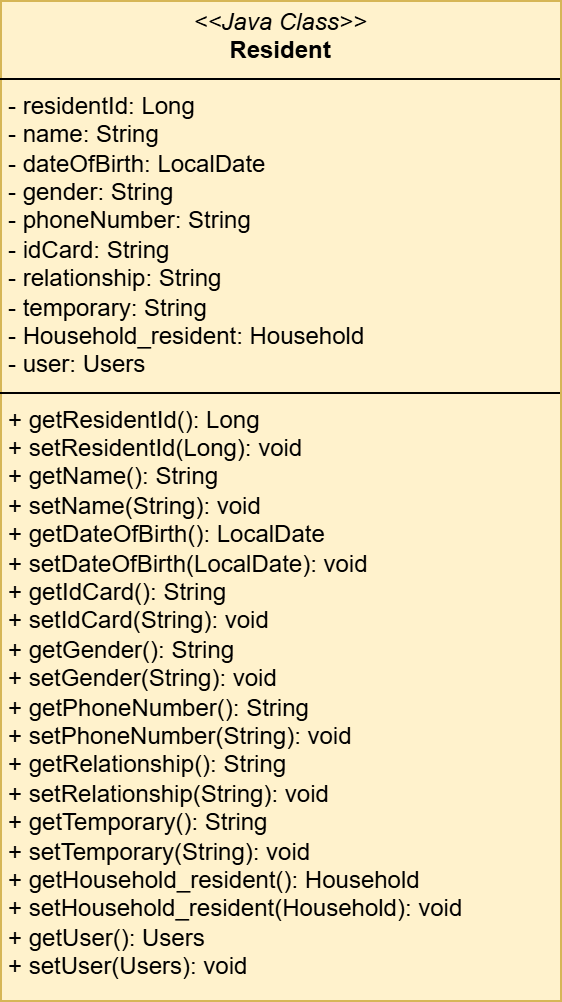 <<Java Class>>
Resident
- residentId: Long
- name: String
- dateOfBirth: LocalDate
- gender: String
- phoneNumber: String
- idCard: String
- relationship: String
- temporary: String
- Household_resident: Household
- user: Users
+ getResidentId(): Long
+ setResidentId(Long): void
+ getName(): String
+ setName(String): void
+ getDateOfBirth(): LocalDate
+ setDateOfBirth(LocalDate): void
+ getIdCard(): String
+ setIdCard(String): void
+ getGender(): String
+ setGender(String): void
+ getPhoneNumber(): String
+ setPhoneNumber(String): void
+ getRelationship(): String
+ setRelationship(String): void
+ getTemporary(): String
+ setTemporary(String): void
+ getHousehold_resident(): Household
+ setHousehold_resident(Household): void
+ getUser(): Users
+ setUser(Users): void